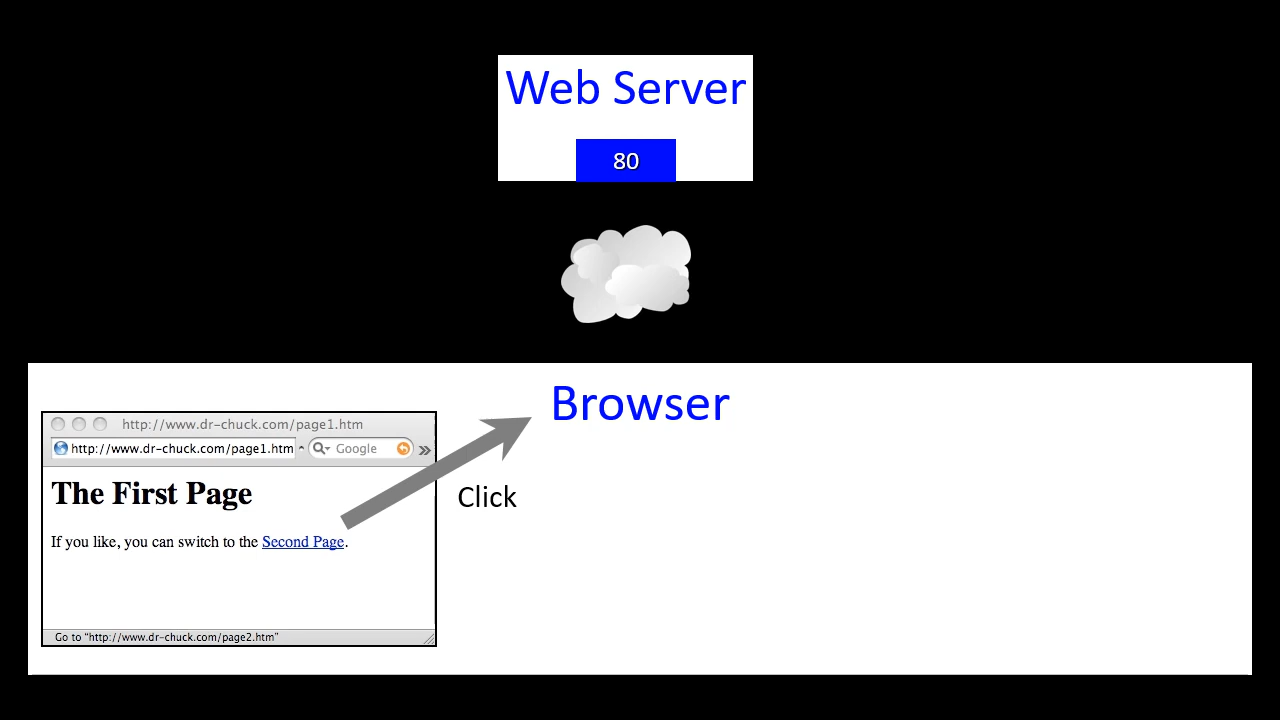 Web Server
80
Browser
http://www.dr-chuck.com/page1.htm
http://www.dr-chuck.com/page1.htm
Google
The First Page
Click
If you like, you can switch to the Second Page.
Go to "http://www.dr-chuck.com/page2.htm"